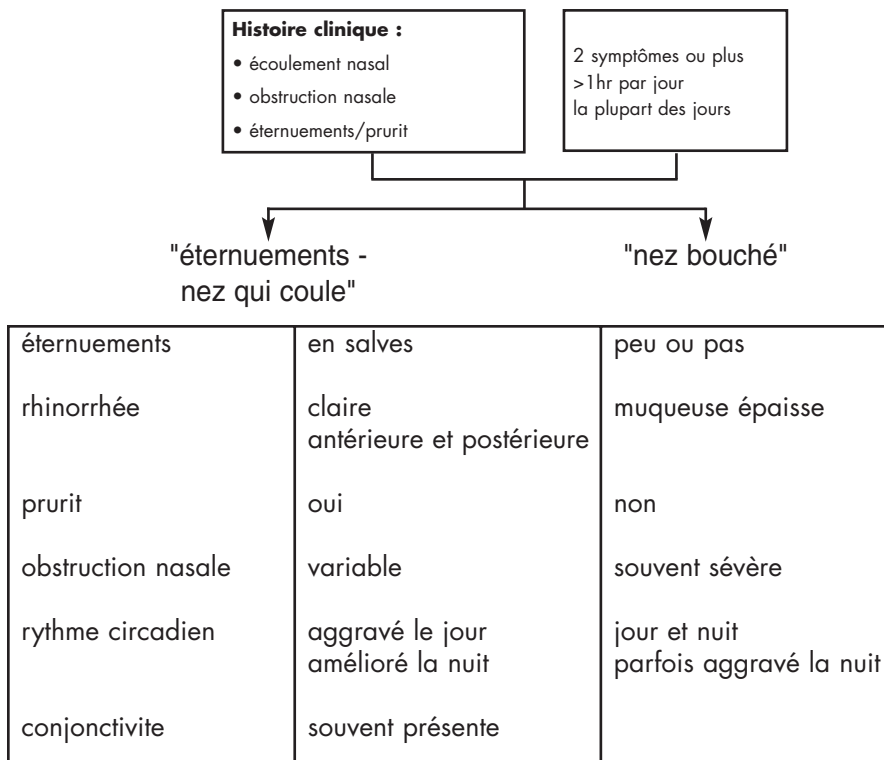 Histoire clinique :
• écoulement nasal
• obstruction nasale
• éternuements/prurit
2 symptômes ou plus
>1hr par jour
la plupart des jours
"éternuements -
nez qui coule"
"nez bouché"
éternuements en salves peu ou pas
rhinorrhée claire muqueuse épaisse
antérieure et postérieure
prurit oui non
obstruction nasale variable souvent sévère
rythme circadien aggravé le jour jour et nuit
amélioré la nuit parfois aggravé la nuit
conjonctivite souvent présente